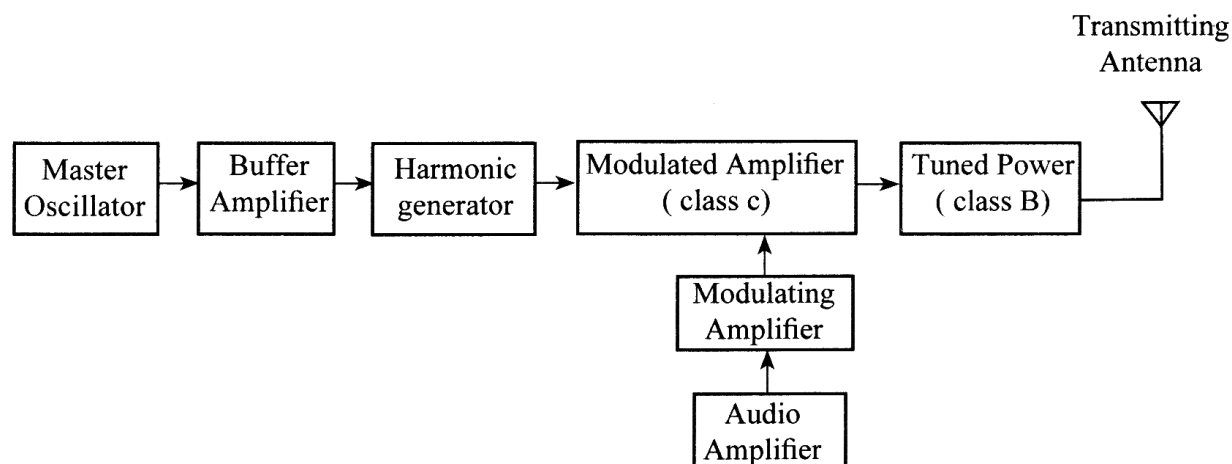 Transmitting
Antenna
Master
Oscillator
Buffer
Amplifier
Harmonic
generator
Modulated Amplifier
( class c)
Tuned Power
( class B)
Modulating
Amplifier
Audio
Amplifier